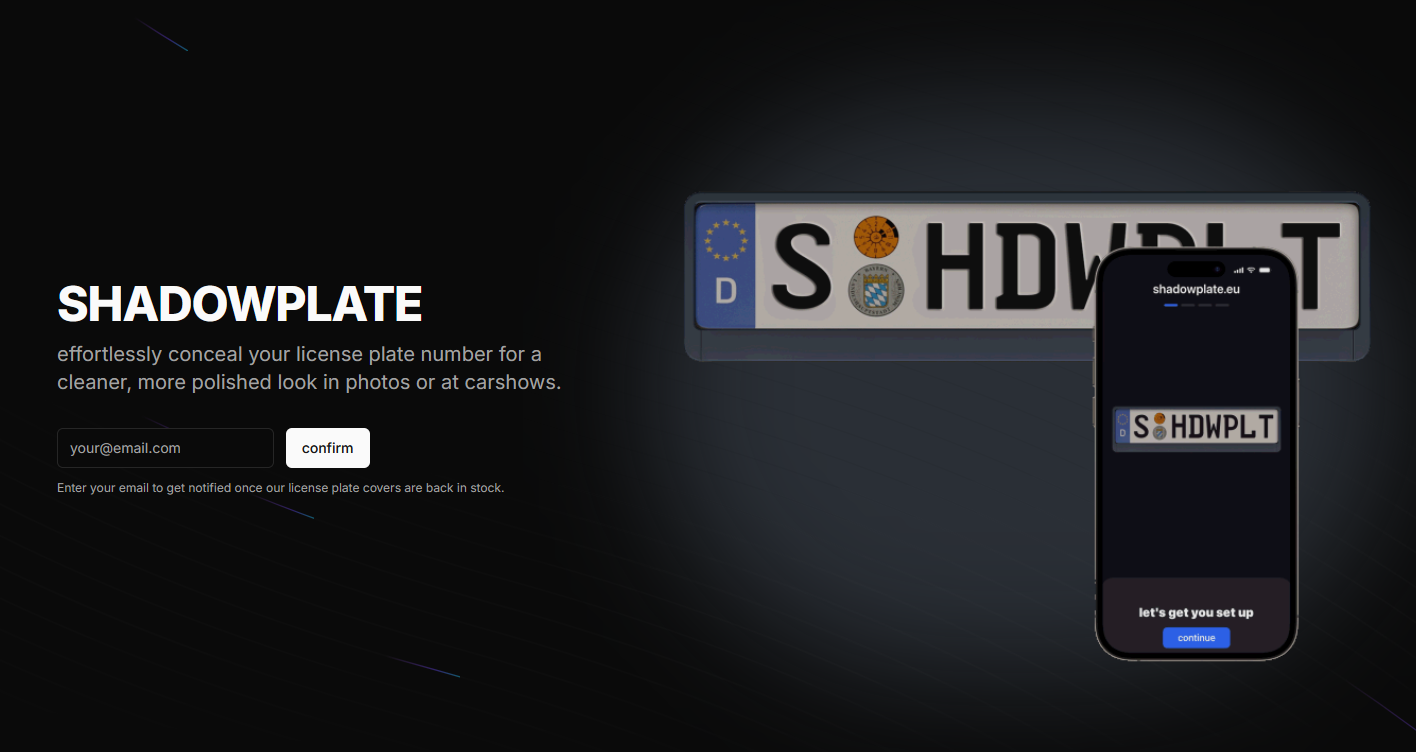 SHADOWPLATE
effortlessly conceal your license plate number for a
cleaner, more polished look in photos or at carshows.
your@email.com
confirm
Enter your email to get notified once our license plate covers are back in stock.
D
S HDWPLT
shadowplate.eu
D
S HDWPLT
let's get you set up
continue